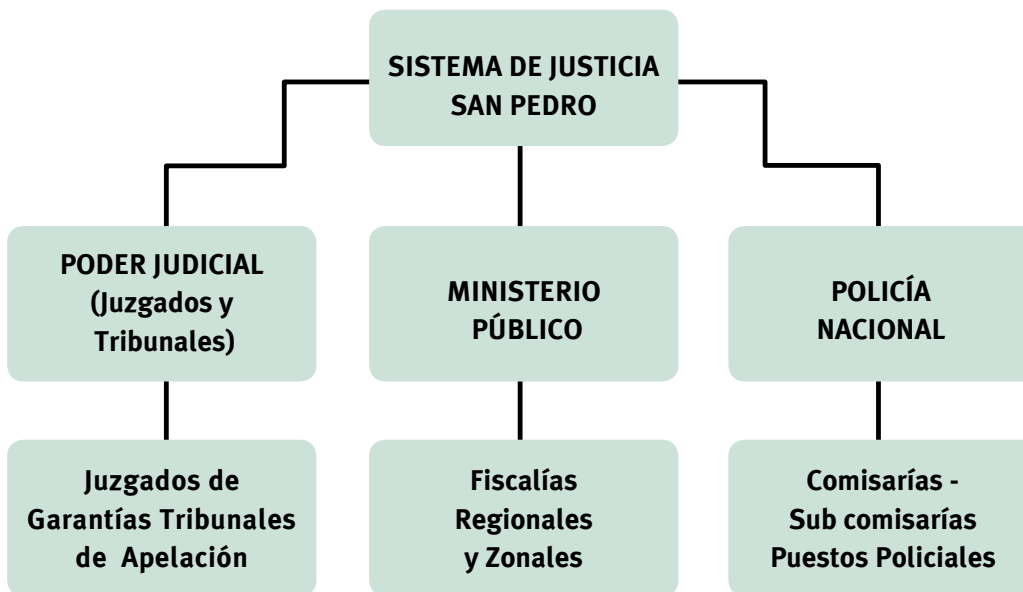 SISTEMA DE JUSTICIA
SAN PEDRO
PODER JUDICIAL
(Juzgados y
Tribunales)
MINISTERIO
PÚBLICO
POLICÍA
NACIONAL
Juzgados de
Garantías Tribunales
de Apelación
Fiscalías
Regionales
y Zonales
Comisarías -
Sub comisarías
Puestos Policiales